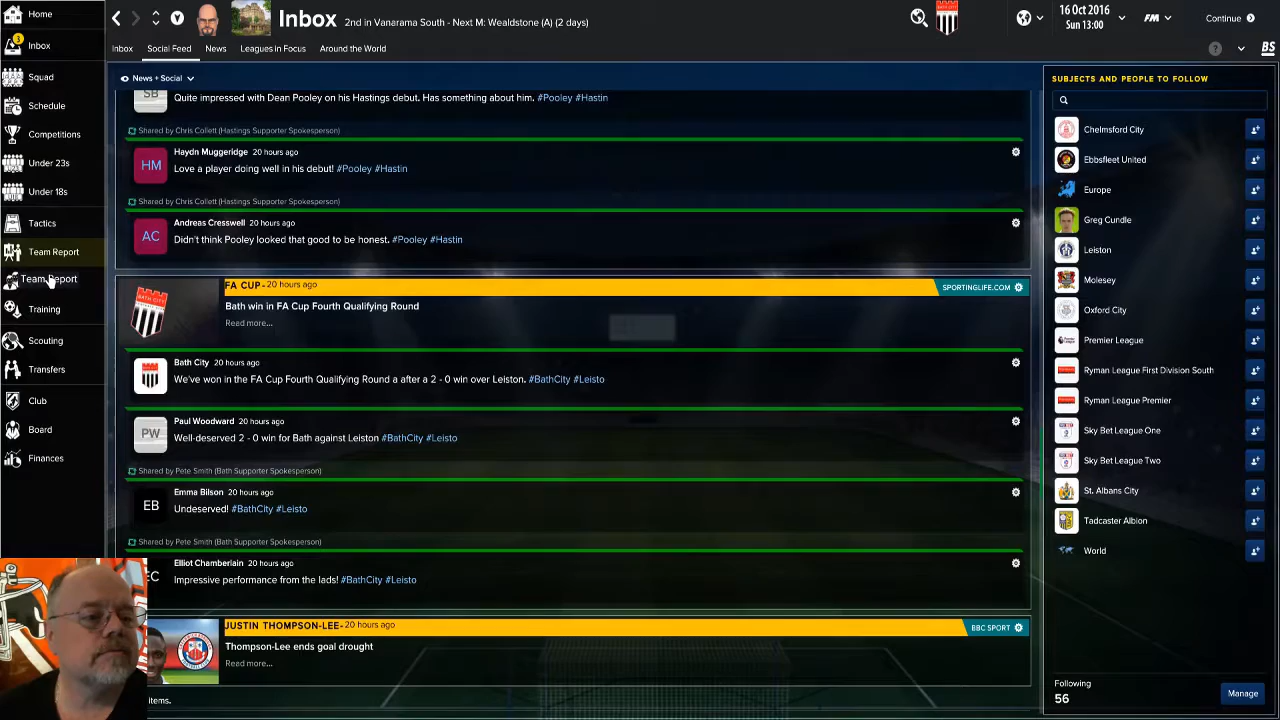 Home
3
Inbox
Squad
Schedule
Competitions
Under 23s
Under 18s
Tactics
Team Report
Team Report
Training
Scouting
Transfers
Club
Board
Finances
Inbox
2nd in Vanarama South - Next M: Wealdstone (A) (2 days)
16 Oct 2016
Sun 13:00
FM
Continue
Inbox Social Feed News Leagues in Focus Around the World
? BS
News + Social
SB
Quite impressed with Dean Pooley on his Hastings debut. Has something about him. #Pooley #Hastin
Shared by Chris Collett (Hastings Supporter Spokesperson)
HM
Haydn Muggeridge 20 hours ago
Love a player doing well in his debut! #Pooley #Hastin
Shared by Chris Collett (Hastings Supporter Spokesperson)
AC
Andreas Cresswell 20 hours ago
Didn't think Pooley looked that good to be honest. #Pooley #Hastin
BATH CITY
FA CUP- 20 hours ago
SPORTINGLIFE.COM
Bath win in FA Cup Fourth Qualifying Round
Read more...
Bath City 20 hours ago
We've won in the FA Cup Fourth Qualifying Round a after a 2 -0 win over Leiston. #BathCity #Leisto
PW
Paul Woodward 20 hours ago
Well-deserved 2 - 0 win for Bath against Leiston #BathCity #Leisto
Shared by Pete Smith (Bath Supporter Spokesperson)
EB
Emma Bilson 20 hours ago
Undeserved! #BathCity #Leisto
Shared by Pete Smith (Bath Supporter Spokesperson)
EC
Elliot Chamberlain 20 hours ago
Impressive performance from the lads! #BathCity #Leisto
JUSTIN THOMPSON-LEE- 20 hours ago
BBC SPORT
Thompson-Lee ends goal drought
Read more...
items.
SUBJECTS AND PEOPLE TO FOLLOW
Chelmsford City
Ebbsfleet United
Europe
Greg Cundle
Leiston
Molesey
Oxford City
Premier League
Ryman League First Division South
Ryman League Premier
Sky Bet League One
Sky Bet League Two
St. Albans City
Tadcaster Albion
World
Following
56
Manage